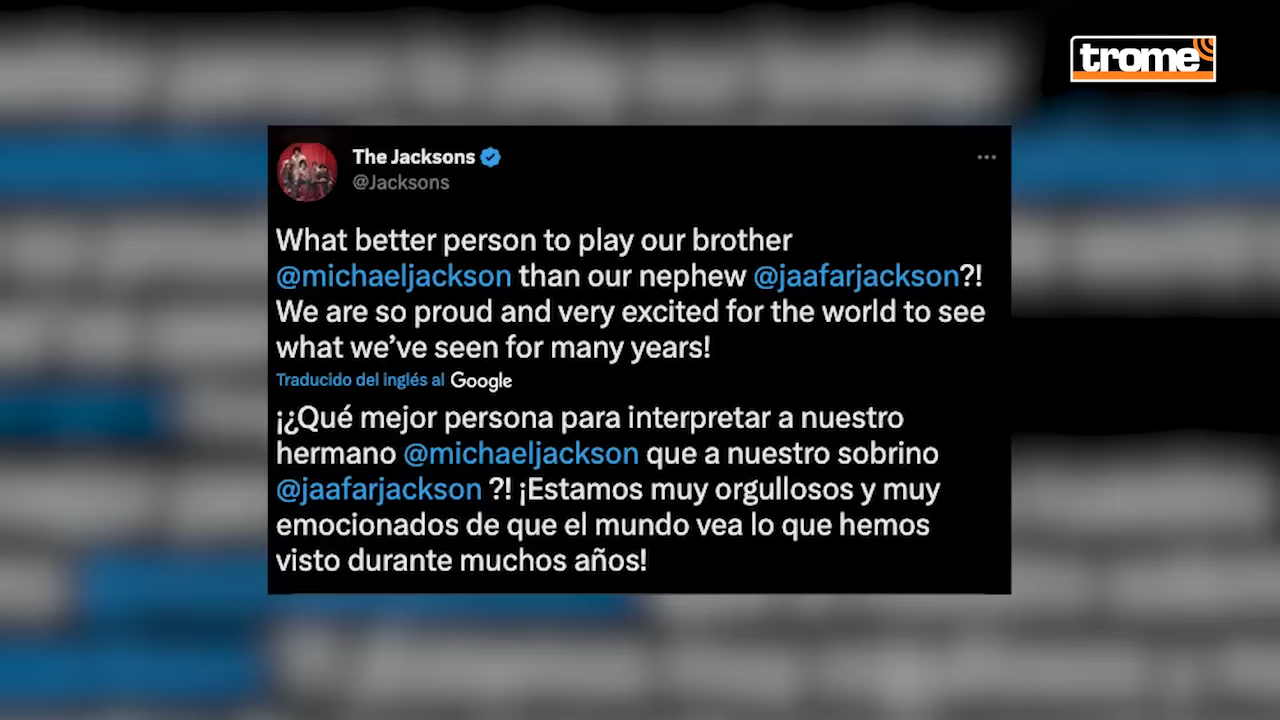 trome
The Jacksons
@Jacksons
What better person to play our brother
@michaeljackson than our nephew @jaafarjackson?!
We are so proud and very excited for the world to see
what we’ve seen for many years!
Traducido del inglés al Google
¡¿Qué mejor persona para interpretar a nuestro
hermano @michaeljackson que a nuestro sobrino
@jaafarjackson ?! ¡Estamos muy orgullosos y muy
emocionados de que el mundo vea lo que hemos
visto durante muchos años!